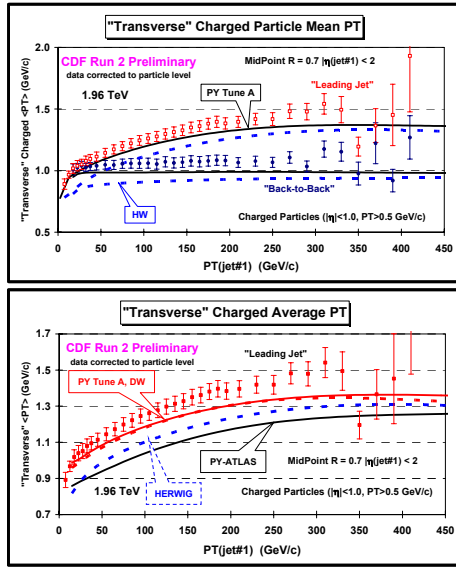 "Transverse" Charged Particle Mean PT
2.0
1.5
1.0
0.5
"Transverse" Charged <PT> (GeV/c)
CDF Run 2 Preliminary
data corrected to particle level
1.96 TeV
MidPoint R = 0.7 |η(jet#1) < 2
PY Tune A
"Leading Jet"
HW
"Back-to-Back"
Charged Particles (|η|<1.0, PT>0.5 GeV/c)
0 50 100 150 200 250 300 350 400 450
PT(jet#1) (GeV/c)
"Transverse" Charged Average PT
1.7
1.5
1.3
1.1
0.9
0.7
"Transverse" <PT> (GeV/c)
CDF Run 2 Preliminary
data corrected to particle level
"Leading Jet"
PY Tune A, DW
PY-ATLAS
MidPoint R = 0.7 |η(jet#1) < 2
1.96 TeV
HERWIG
Charged Particles (|η|<1.0, PT>0.5 GeV/c)
0 50 100 150 200 250 300 350 400 450
PT(jet#1) (GeV/c)